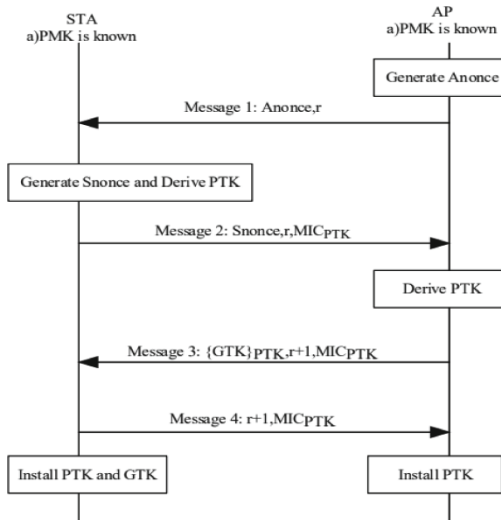 STA
a)PMK is known
AP
a)PMK is known
Generate Anonce
Message 1: Anonce,r
Generate Snonce and Derive PTK
Message 2: Snonce,r,MICPTK
Derive PTK
Message 3: {GTK}PTK,r+1,MICPTK
Message 4: r+1,MICPTK
Install PTK and GTK
Install PTK